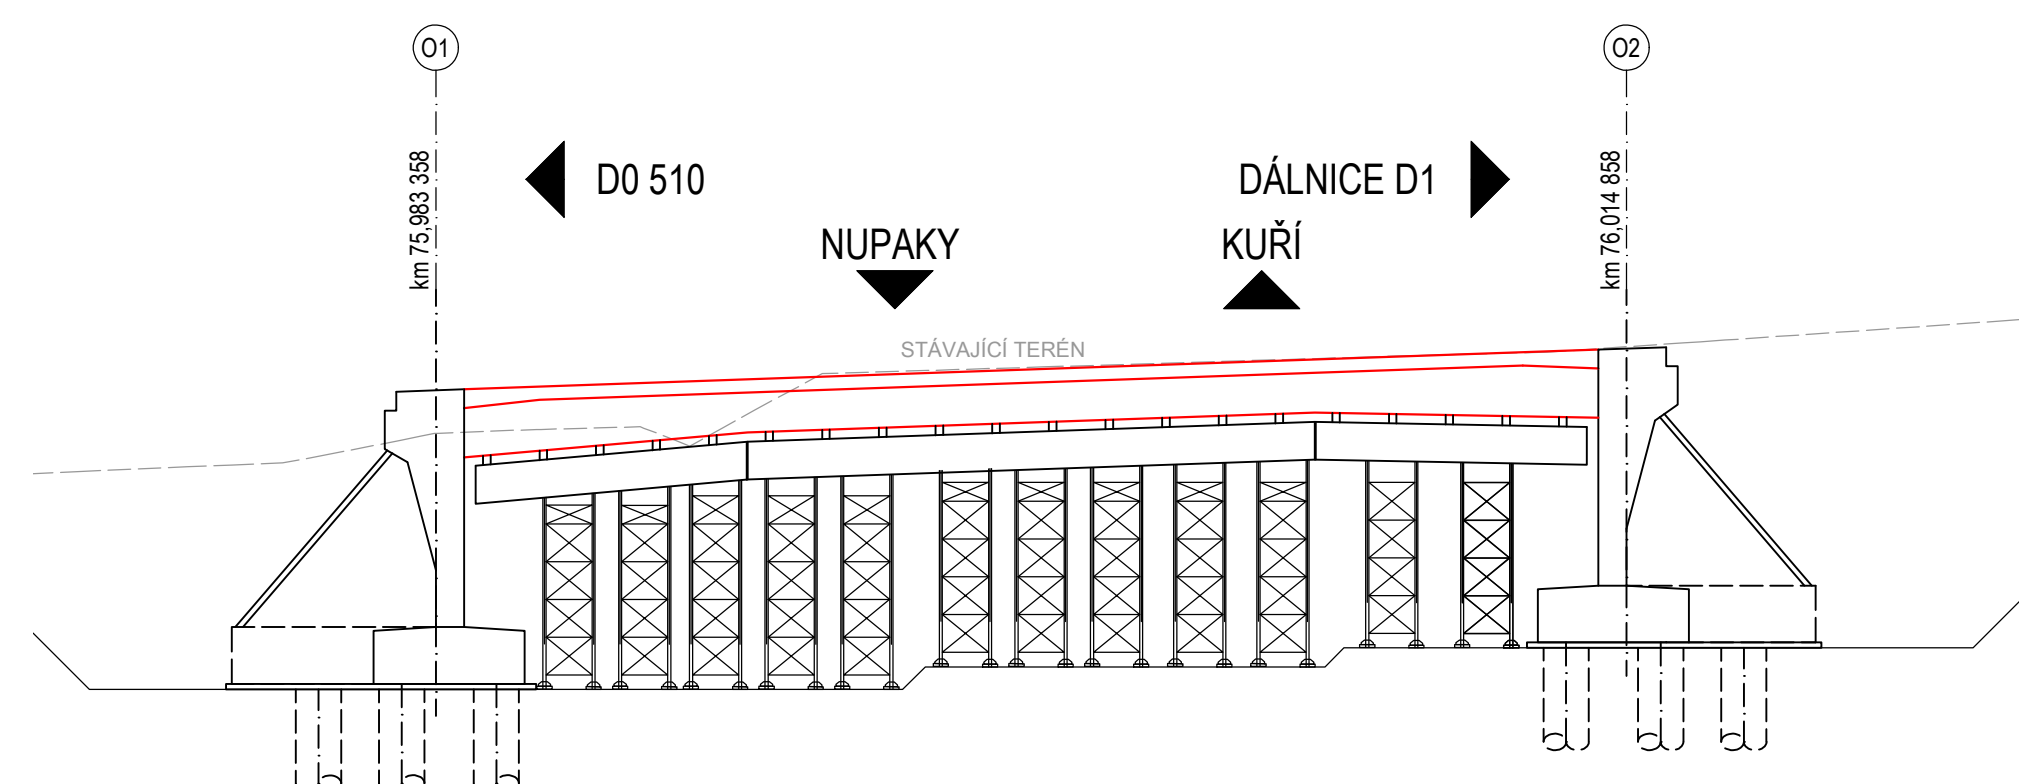 O1
O2
km 75,983 358
km 76,014 858
D0 510
DÁLNICE D1
NUPAKY
KUŘÍ
STÁVAJÍCÍ TERÉN